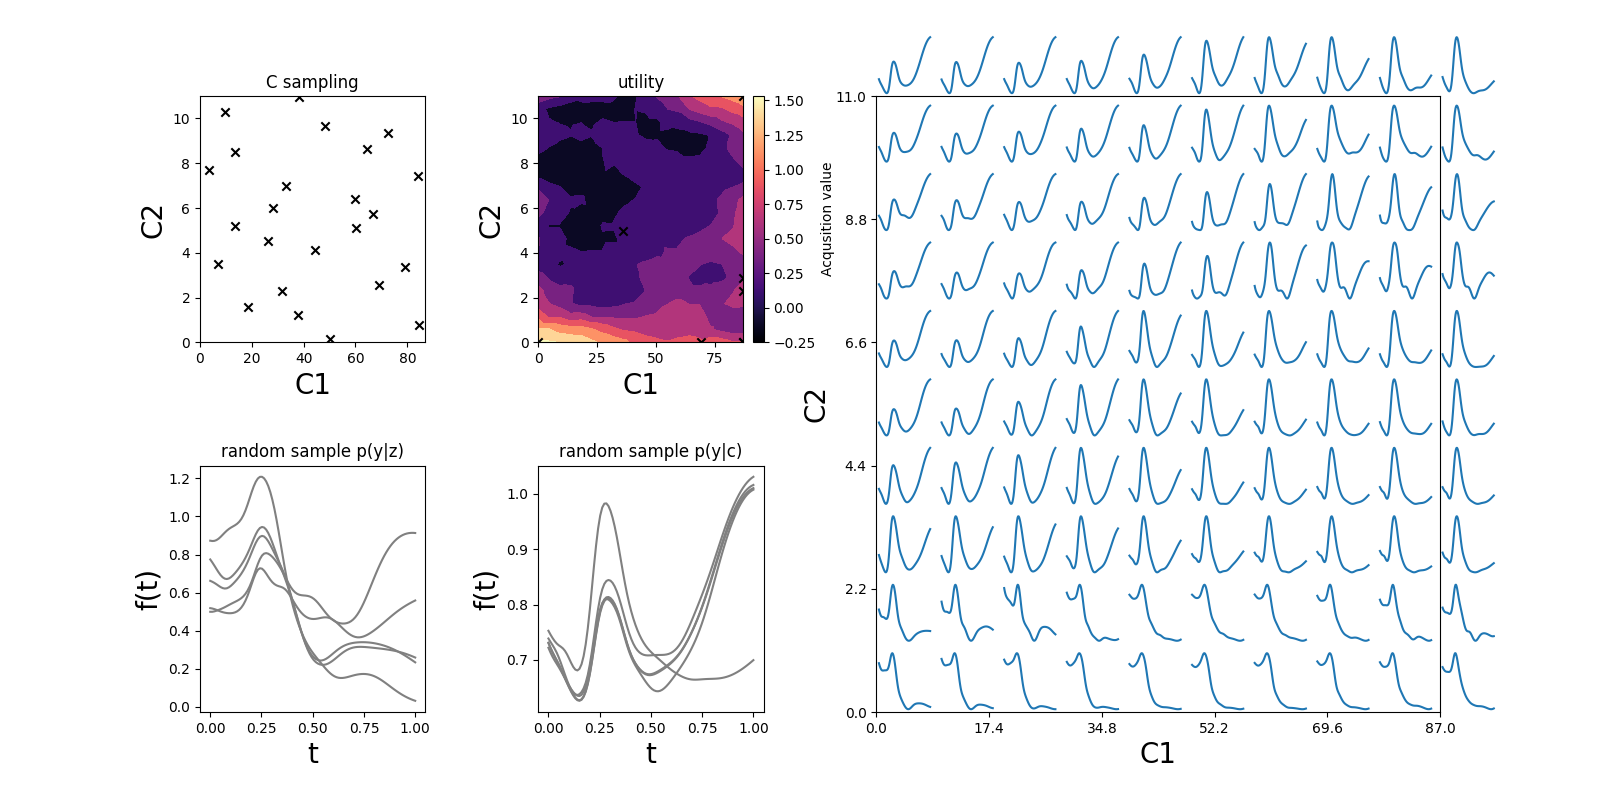 C sampling
10
8
6
4
2
0
0 20 40 60 80
C2
C1
utility
10
8
6
4
2
0
0 25 50 75
C2
C1
1.50
1.25
1.00
0.75
0.50
0.25
0.00
−0.25
Acqusition value
random sample p(y|z)
1.2
1.0
0.8
0.6
0.4
0.2
0.0
0.00 0.25 0.50 0.75 1.00
f(t)
t
random sample p(y|c)
1.0
0.9
0.8
0.7
0.00 0.25 0.50 0.75 1.00
f(t)
t
11.0
8.8
6.6
4.4
2.2
0.0
0.0 17.4 34.8 52.2 69.6 87.0
C2
C1